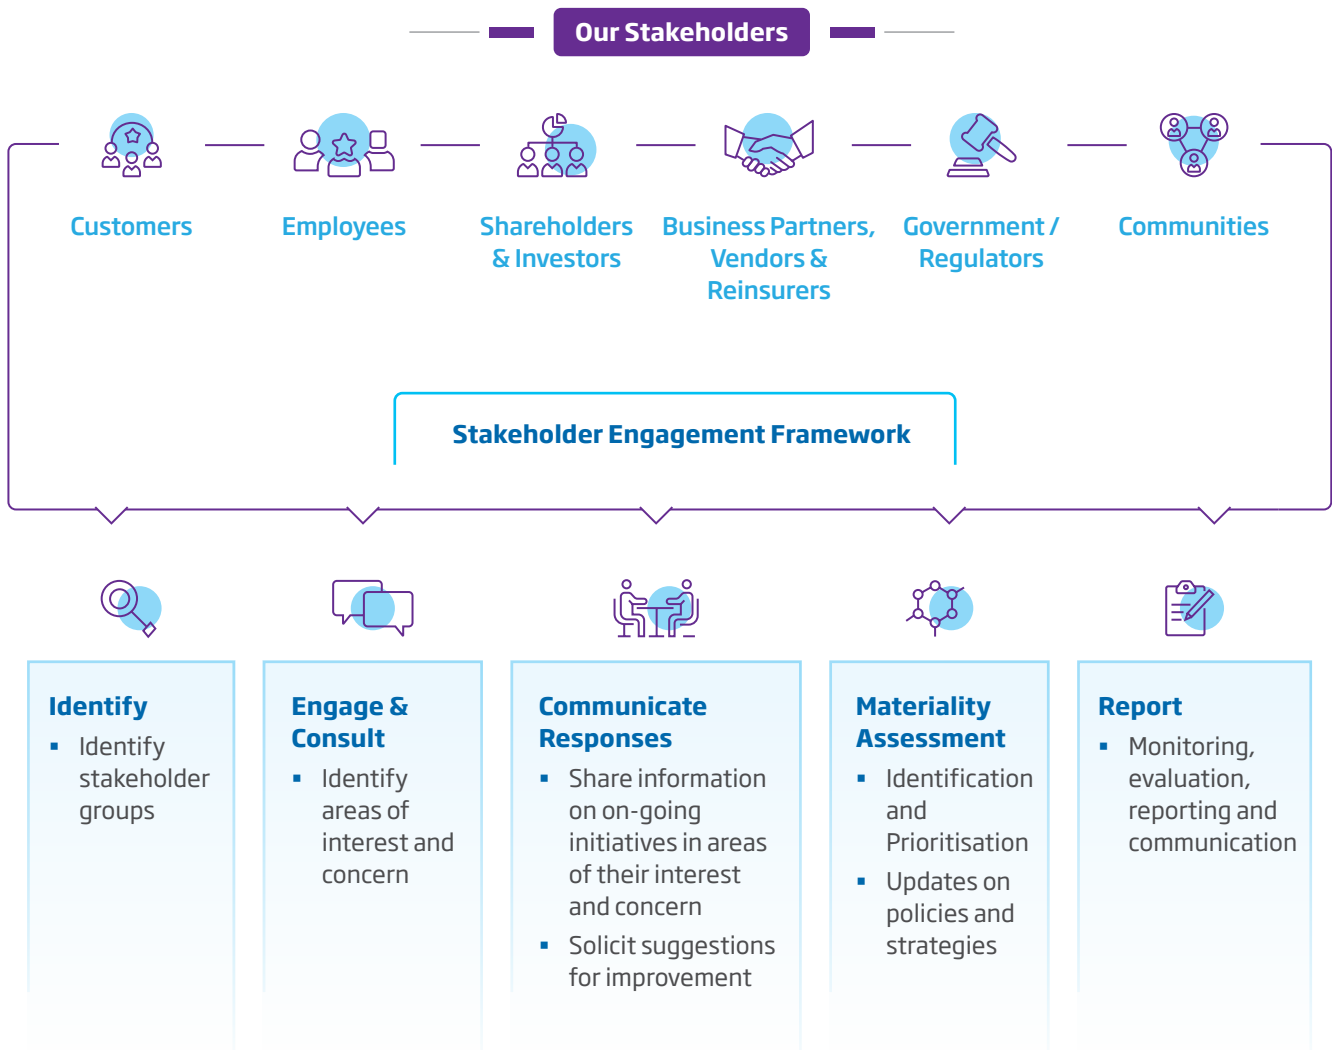 Our Stakeholders
Customers
Employees
Shareholders
& Investors
Business Partners,
Vendors &
Reinsurers
Government /
Regulators
Communities
Stakeholder Engagement Framework
Identify
▪ Identify
stakeholder
groups
Engage &
Consult
▪ Identify
areas of
interest and
concern
Communicate
Responses
▪ Share information
on on-going
initiatives in areas
of their interest
and concern
▪ Solicit suggestions
for improvement
Materiality
Assessment
▪ Identification
and
Prioritisation
▪ Updates on
policies and
strategies
Report
▪ Monitoring,
evaluation,
reporting and
communication